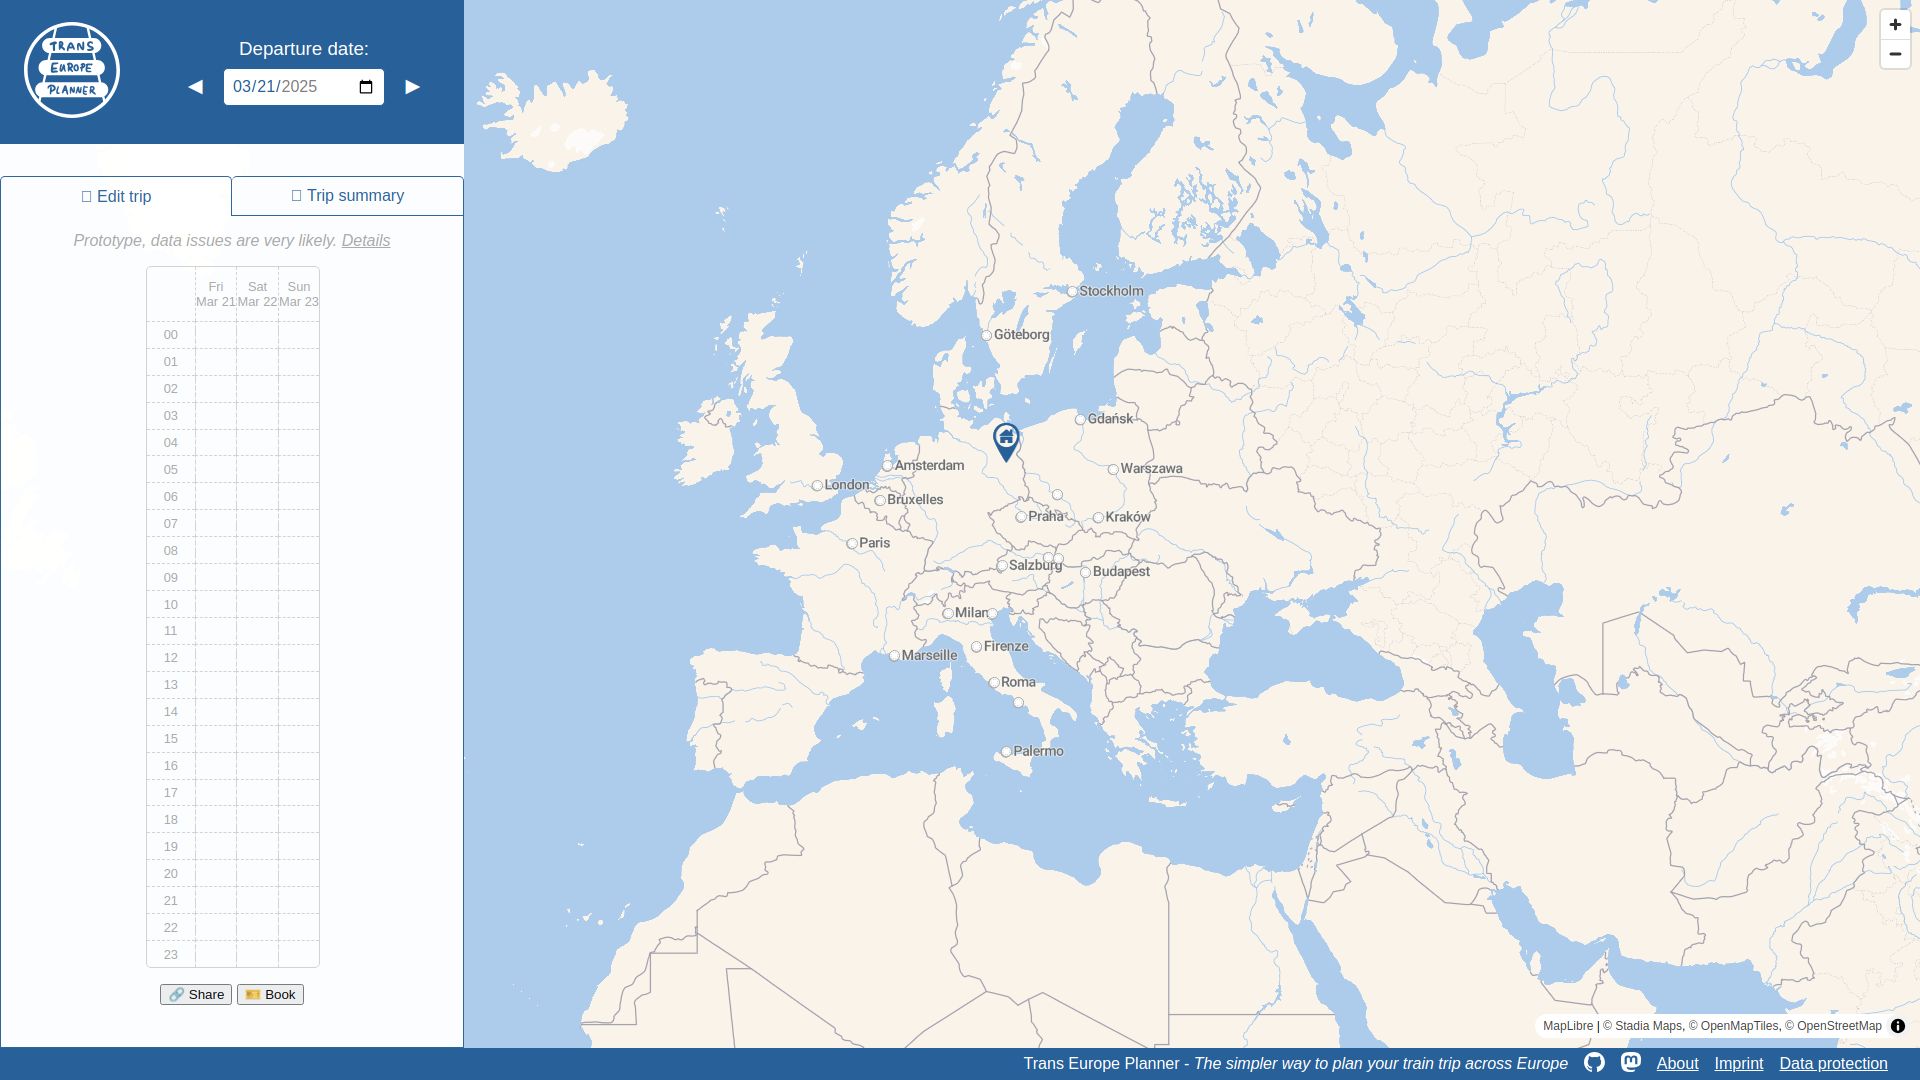 TRANS
EUROPE
PLANNER
Departure date:
◀ 03/21/2025 ▶
Edit trip
Trip summary
Prototype, data issues are very likely. Details
Fri Sat Sun
Mar 21 Mar 22 Mar 23
00
01
02
03
04
05
06
07
08
09
10
11
12
13
14
15
16
17
18
19
20
21
22
23
🔗 Share
🎫 Book
Stockholm
Göteborg
Gdańsk
Amsterdam
Warszawa
London
Bruxelles
Praha
Kraków
Paris
Salzburg
Budapest
Milan
Firenze
Marseille
Roma
Palermo
+
−
MapLibre | © Stadia Maps, © OpenMapTiles, © OpenStreetMap
Trans Europe Planner - The simpler way to plan your train trip across Europe
About
Imprint
Data protection